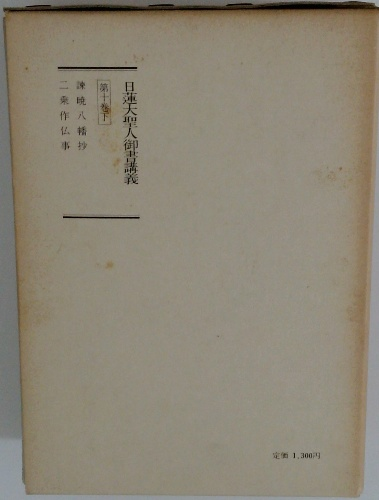 日蓮大聖人御書講義
第十巻下
諫暁八幡抄
二乗作仏事
定価 1,300円